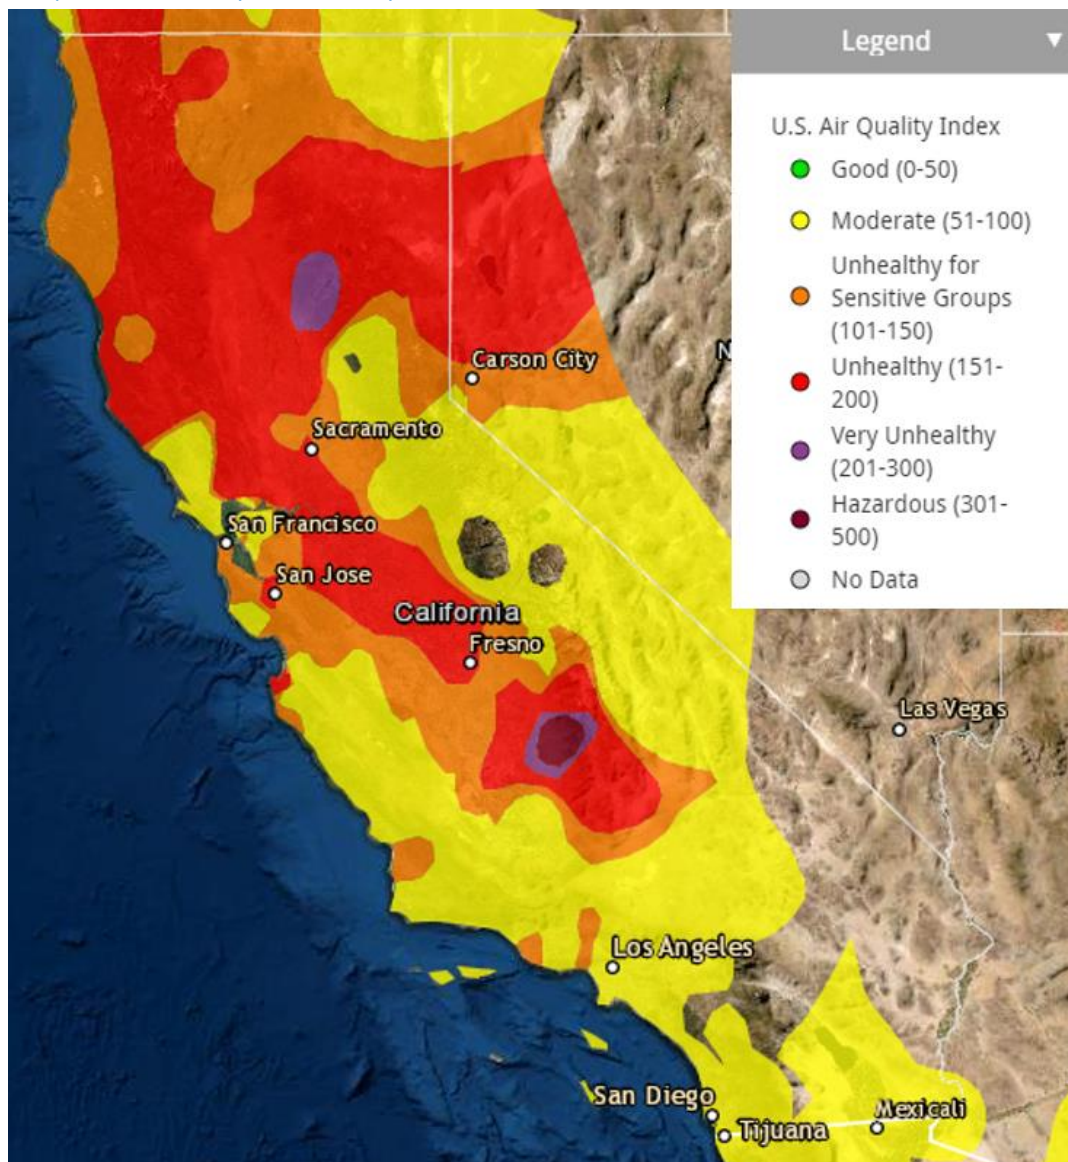 Legend
U.S. Air Quality Index
Good (0-50)
Moderate (51-100)
Unhealthy for
Sensitive Groups
(101-150)
Unhealthy (151-
200)
Very Unhealthy
(201-300)
Hazardous (301-
500)
No Data
N
Carson City
Sacramento
San Francisco
San Jose
California
Fresno
Las Vegas
Los Angeles
San Diego
Tijuana
Mexicali